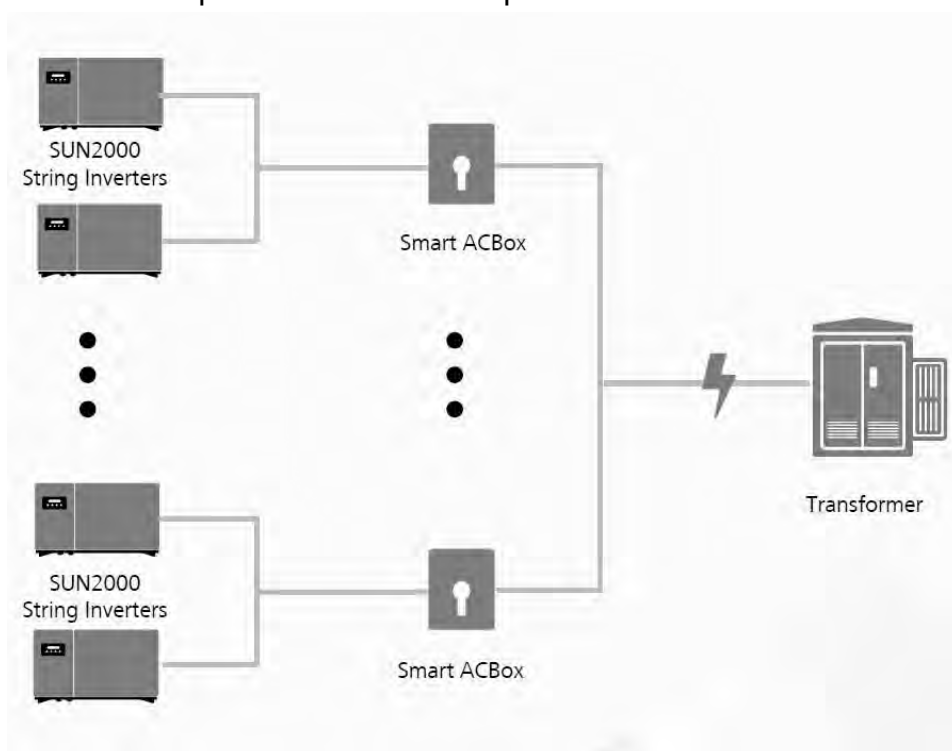 SUN2000
String Inverters
Smart ACBox
Transformer
SUN2000
String Inverters
Smart ACBox